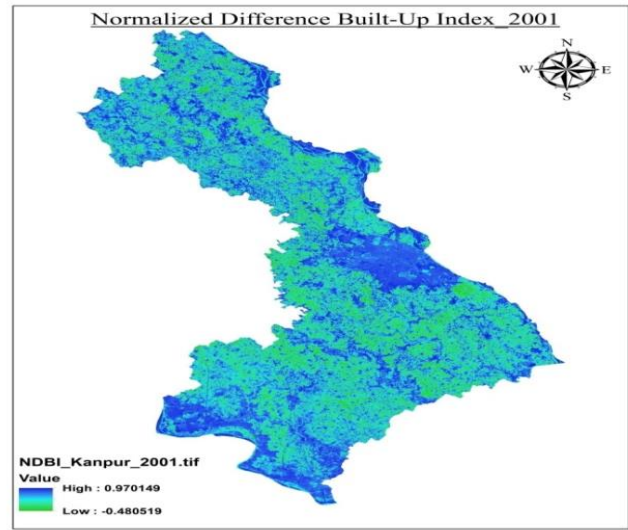 Normalized Difference Built-Up Index_2001
N
W E
S
NDBI_Kanpur_2001.tif
Value
High : 0.970149
Low : -0.480519